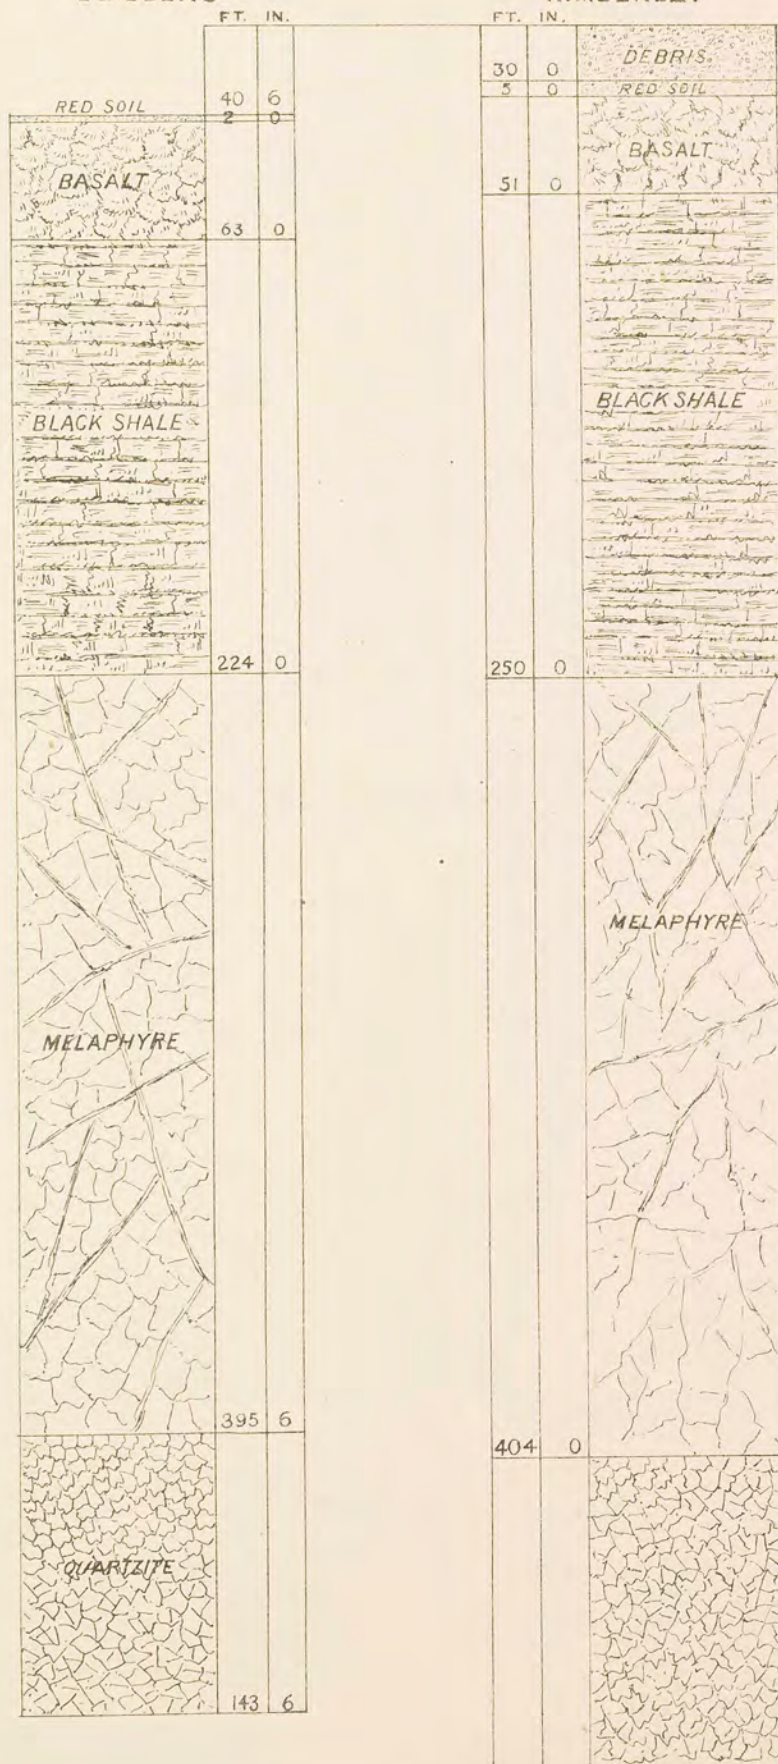 FT. IN.
40 6
RED SOIL
2 0
BASALT
63 0
BLACK SHALE
224 0
MELAPHYRE
395 6
QUARTZITE
143 6
FT. IN.
DEBRIS.
30 0
5 0
RED SOIL
BASALT
51 0
BLACK SHALE
250 0
MELAPHYRE
404 0